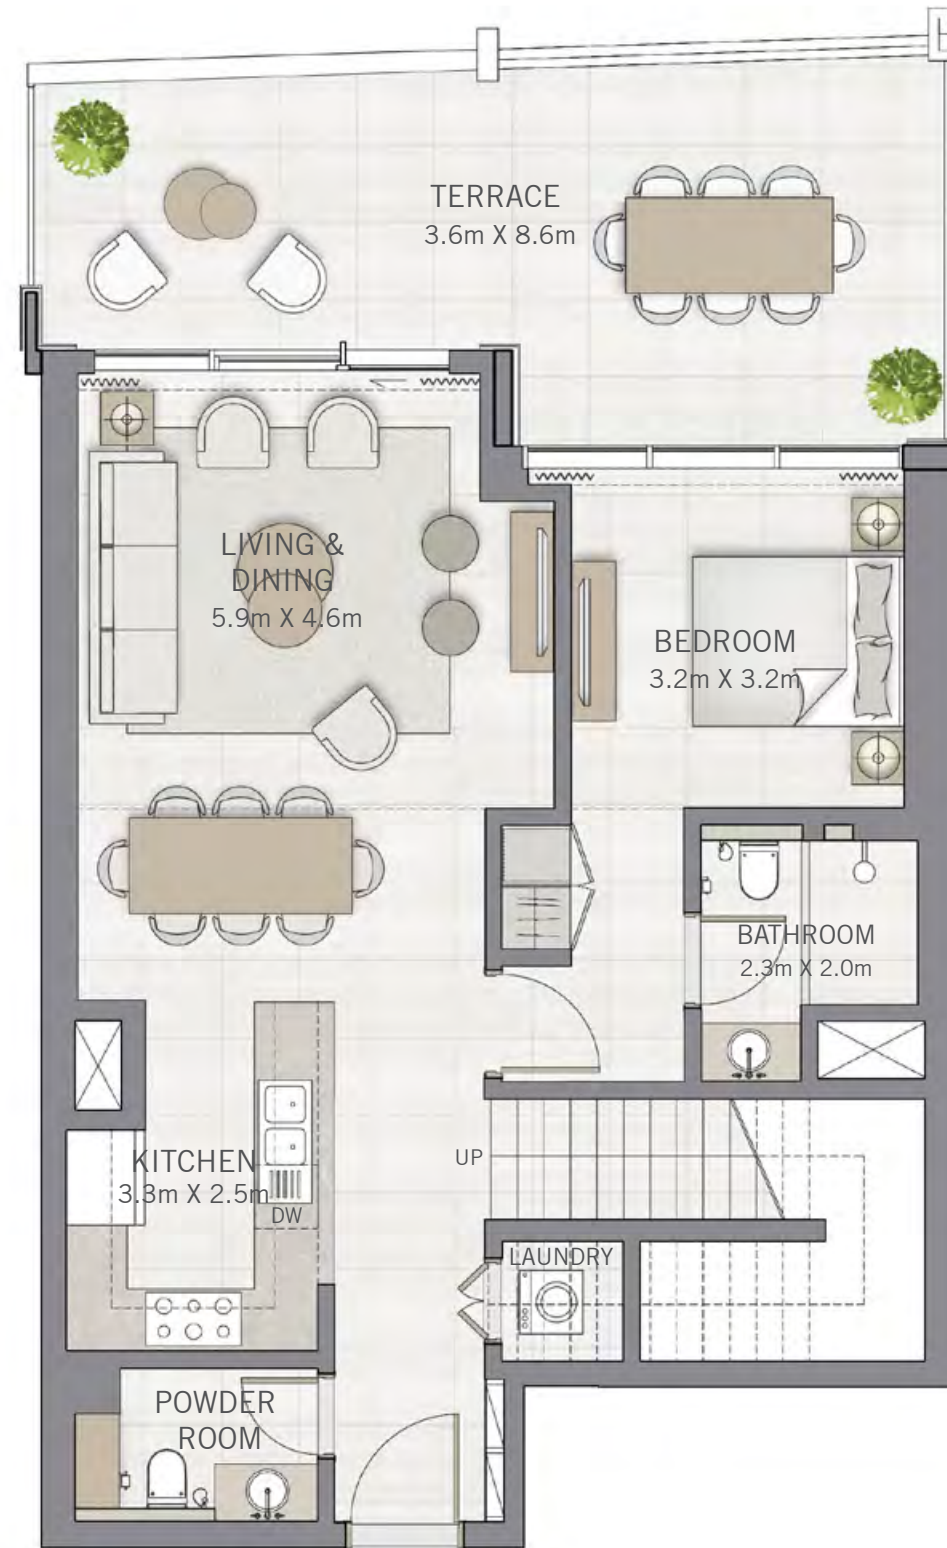 TERRACE
3.6m X 8.6m
LIVING &
DINING
5.9m X 4.6m
BEDROOM
3.2m X 3.2m
BATHROOM
2.3m X 2.0m
KITCHEN
3.3m X 2.5m
UP
DW
LAUNDRY
POWDER
ROOM